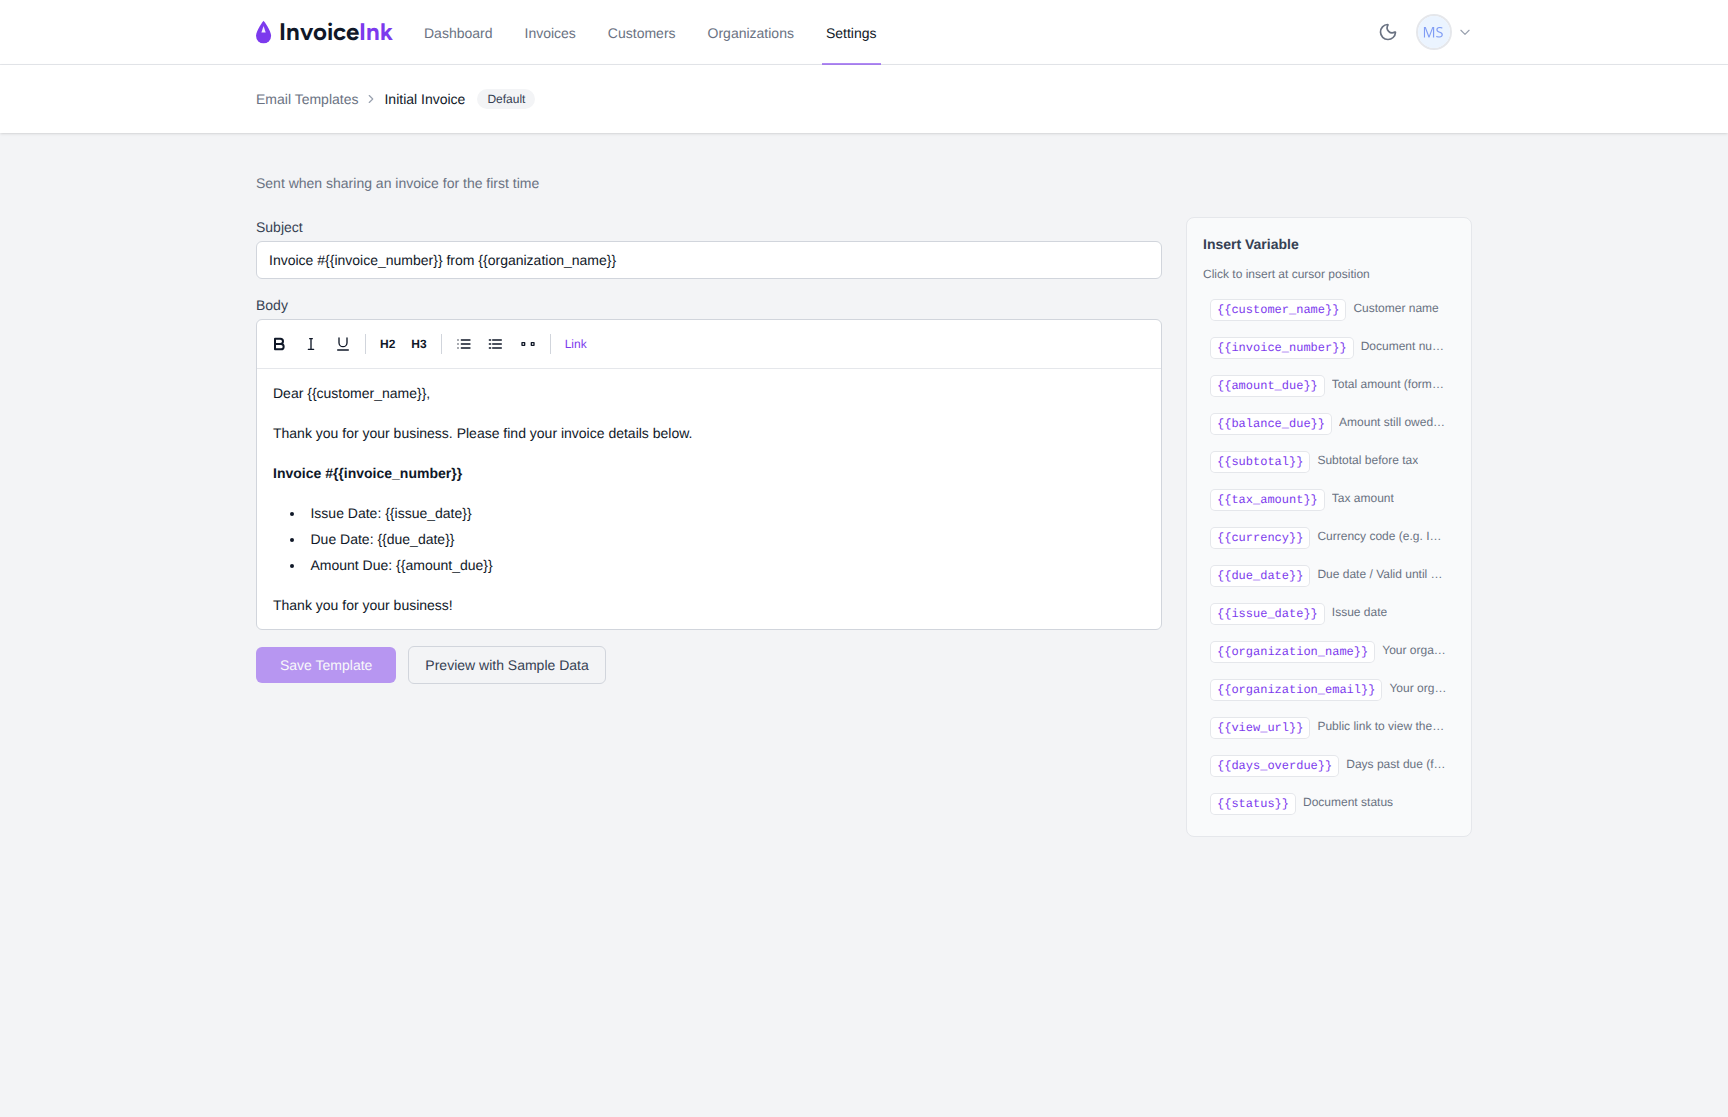 InvoiceInk
Dashboard
Invoices
Customers
Organizations
Settings
MS
Email Templates
Initial Invoice
Default
Sent when sharing an invoice for the first time
Subject
Invoice #{{invoice_number}} from {{organization_name}}
Body
B I U H2 H3 Link
Dear {{customer_name}},
Thank you for your business. Please find your invoice details below.
Invoice #{{invoice_number}}
• Issue Date: {{issue_date}}
• Due Date: {{due_date}}
• Amount Due: {{amount_due}}
Thank you for your business!
Save Template
Preview with Sample Data
Insert Variable
Click to insert at cursor position
{{customer_name}} Customer name
{{invoice_number}} Document nu…
{{amount_due}} Total amount (form…
{{balance_due}} Amount still owed…
{{subtotal}} Subtotal before tax
{{tax_amount}} Tax amount
{{currency}} Currency code (e.g. I…
{{due_date}} Due date / Valid until …
{{issue_date}} Issue date
{{organization_name}} Your orga…
{{organization_email}} Your org…
{{view_url}} Public link to view the…
{{days_overdue}} Days past due (f…
{{status}} Document status